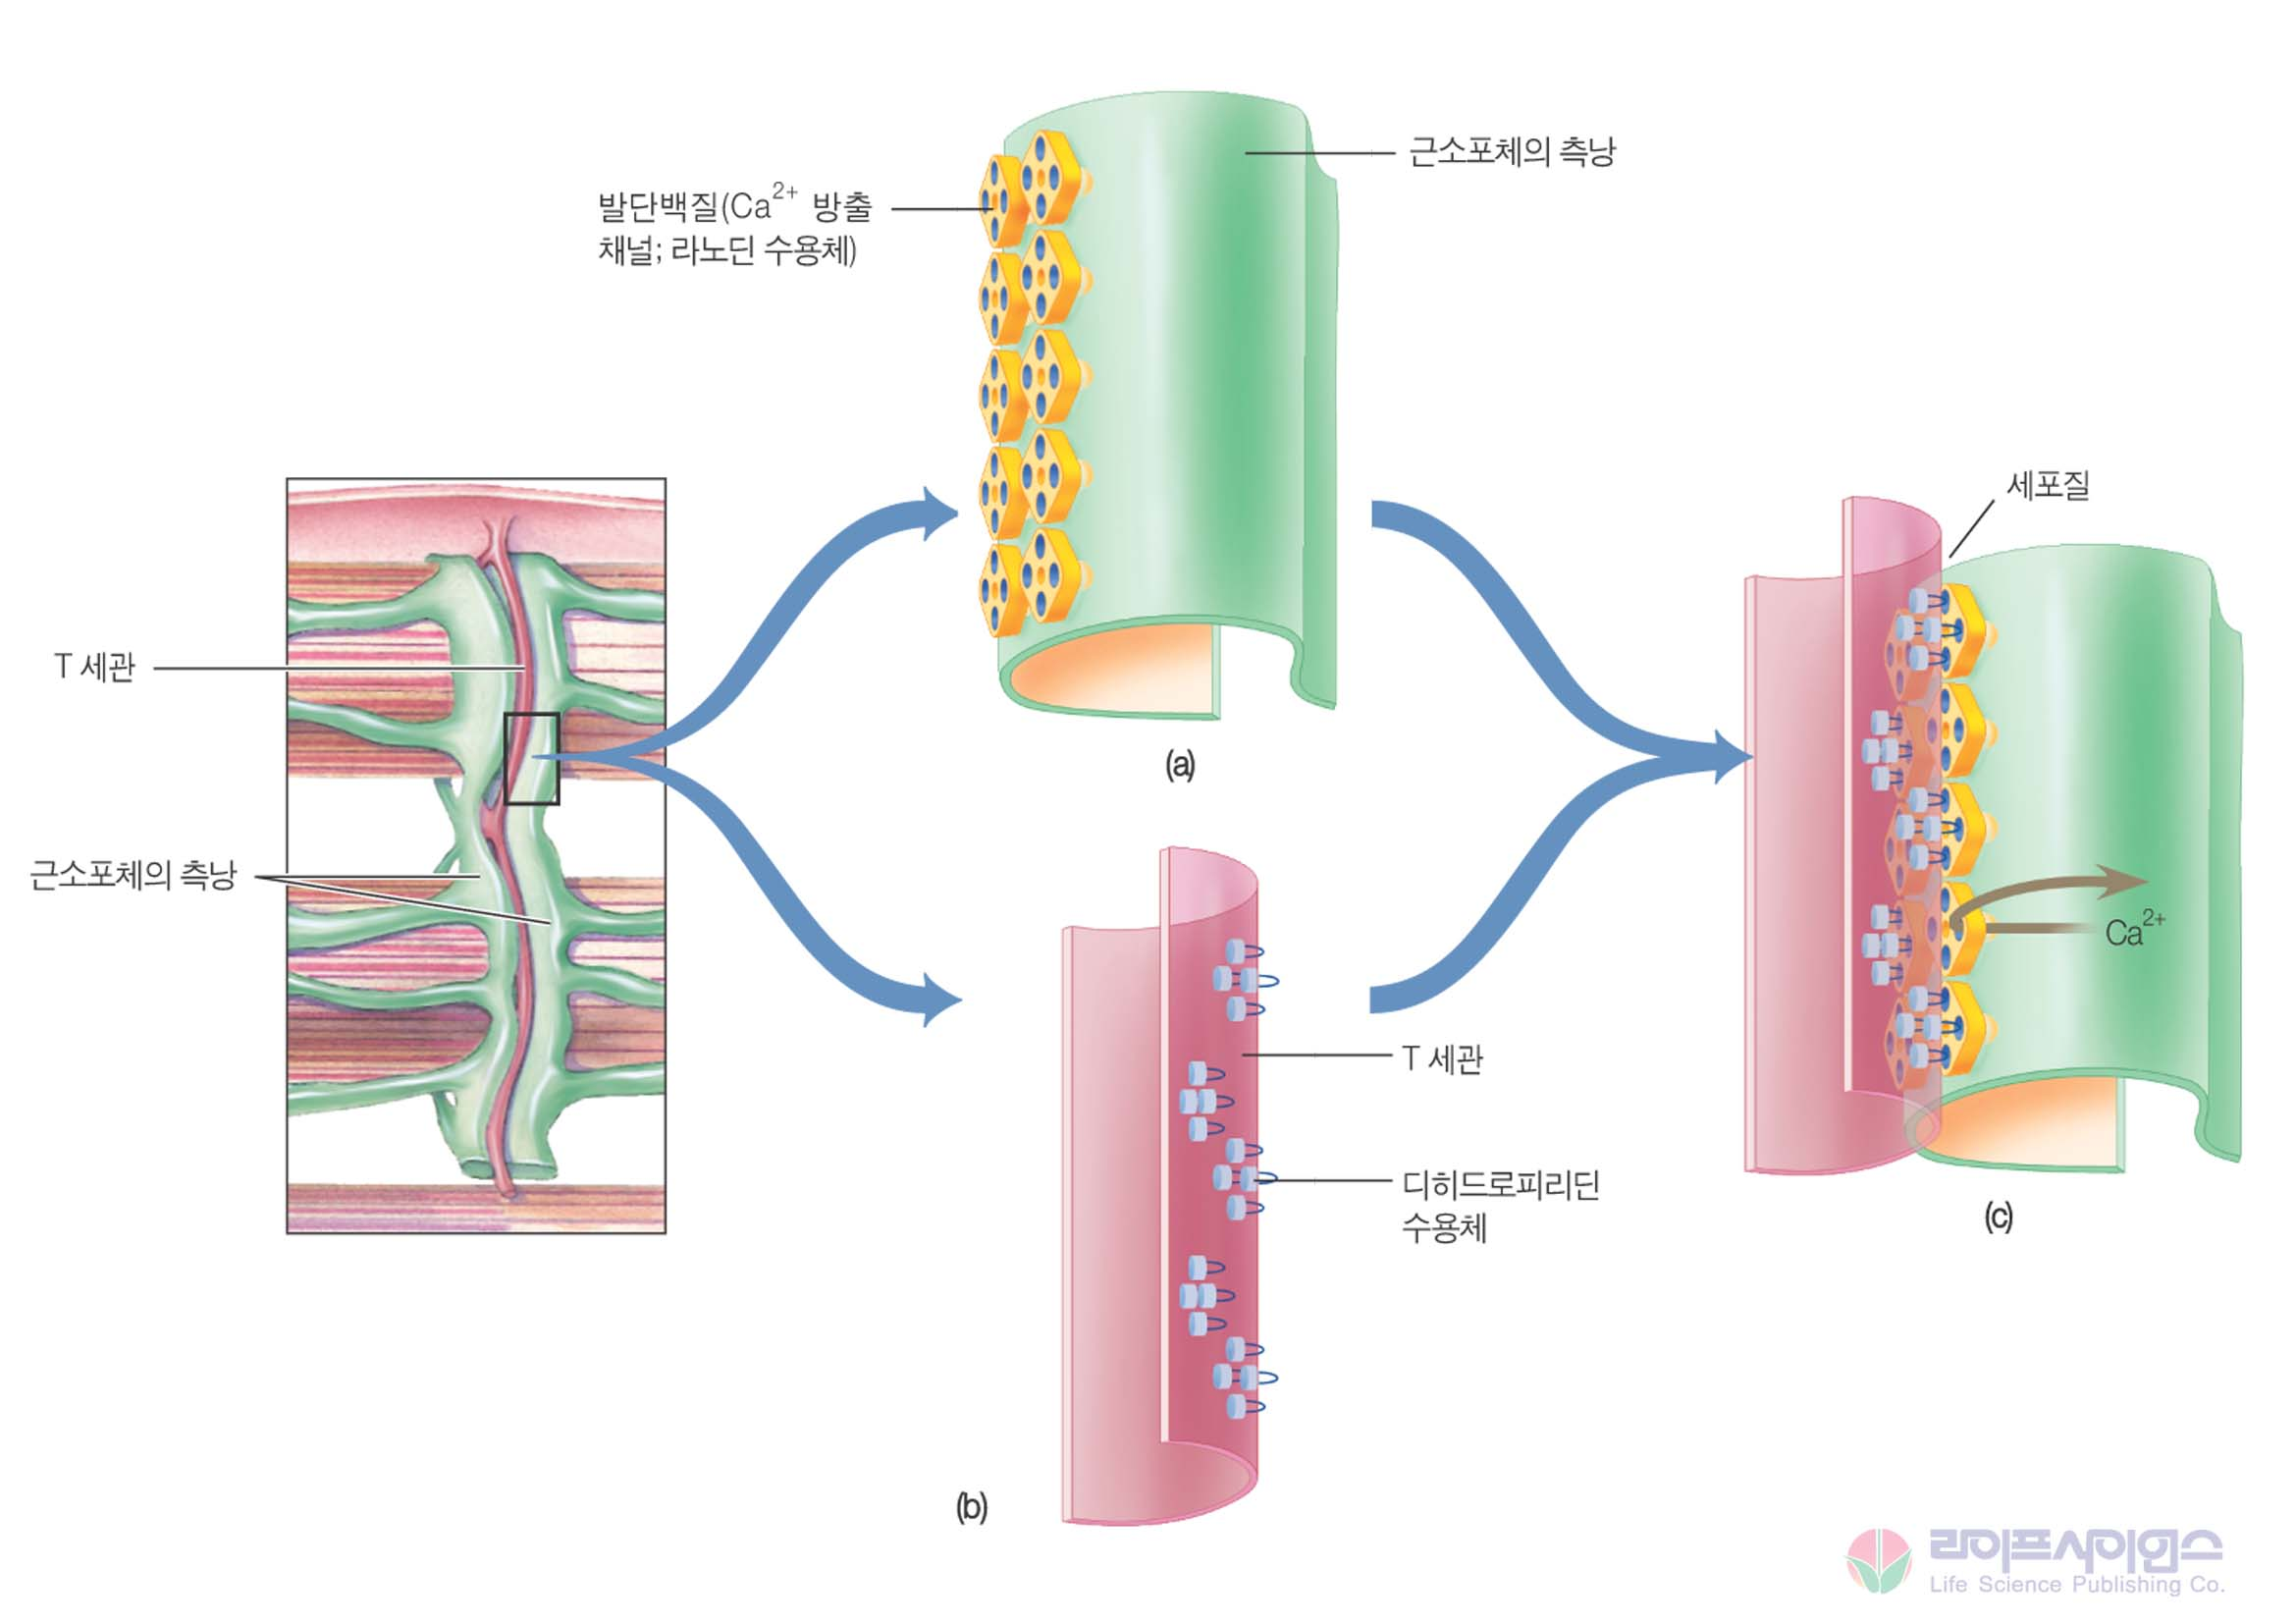 근소포체의 측낭
발단백질(Ca2+ 방출
채널; 라노딘 수용체)
세포질
T 세관
(a)
근소포체의 측낭
Ca2+
T 세관
디히드로피리딘
수용체
(c)
(b)
라이프사이언스
Life Science Publishing Co.